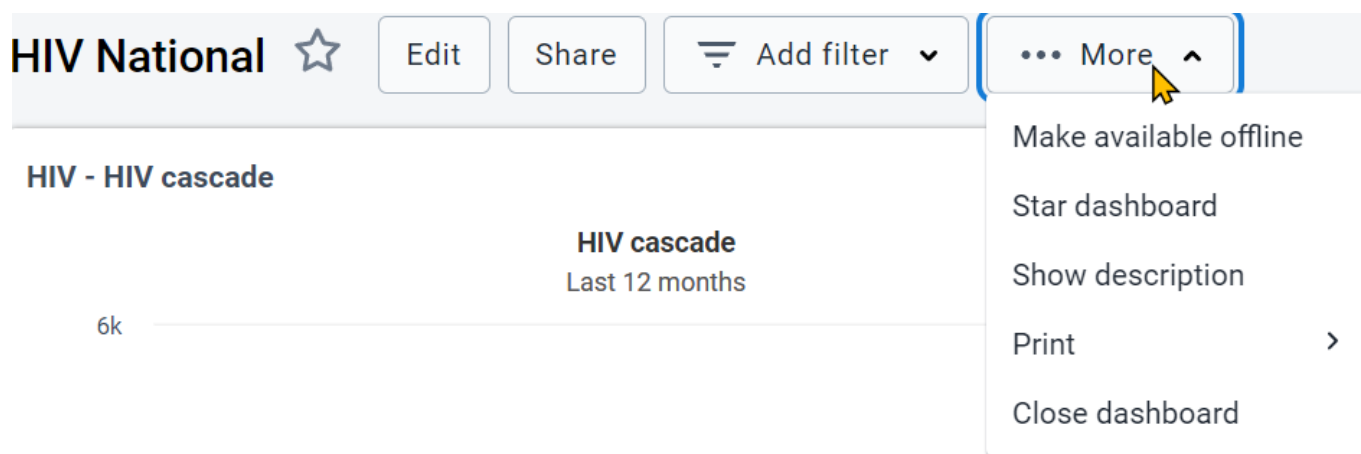 HIV National Edit Share Add filter More
Make available offline
HIV - HIV cascade
Star dashboard
HIV cascade
Show description
Last 12 months
6k
Print
Close dashboard